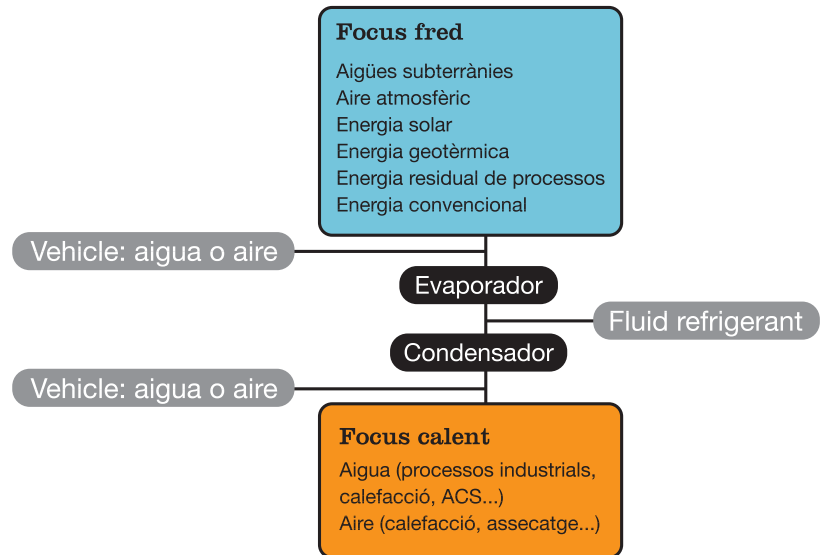 Focus fred
Aigües subterrànies
Aire atmosfèric
Energia solar
Energia geotèrmica
Energia residual de processos
Energia convencional
Vehicle: aigua o aire
Evaporador
Fluid refrigerant
Condensador
Vehicle: aigua o aire
Focus calent
Aigua (processos industrials,
calefacció, ACS...)
Aire (calefacció, assecatge...)